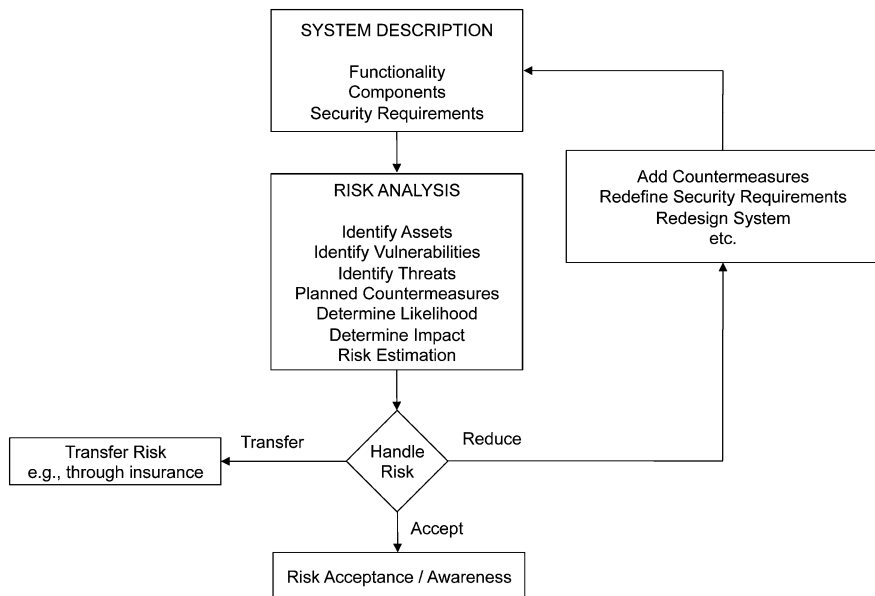 SYSTEM DESCRIPTION
Functionality
Components
Security Requirements
Add Countermeasures
Redefine Security Requirements
Redesign System
etc.
RISK ANALYSIS
Identify Assets
Identify Vulnerabilities
Identify Threats
Planned Countermeasures
Determine Likelihood
Determine Impact
Risk Estimation
Transfer Risk
e.g., through insurance
Transfer
Handle
Risk
Reduce
Accept
Risk Acceptance / Awareness